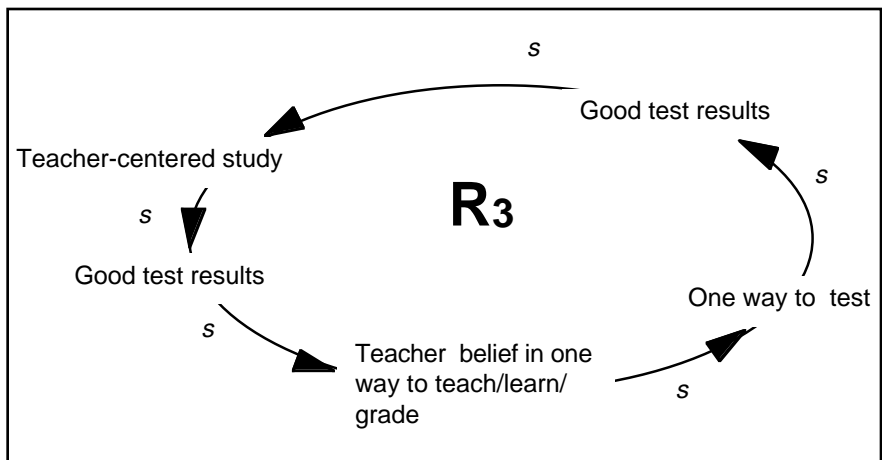 s
Good test results
Teacher-centered study
s
R3
s
Good test results
One way to test
s
Teacher belief in one
way to teach/learn/
grade
s